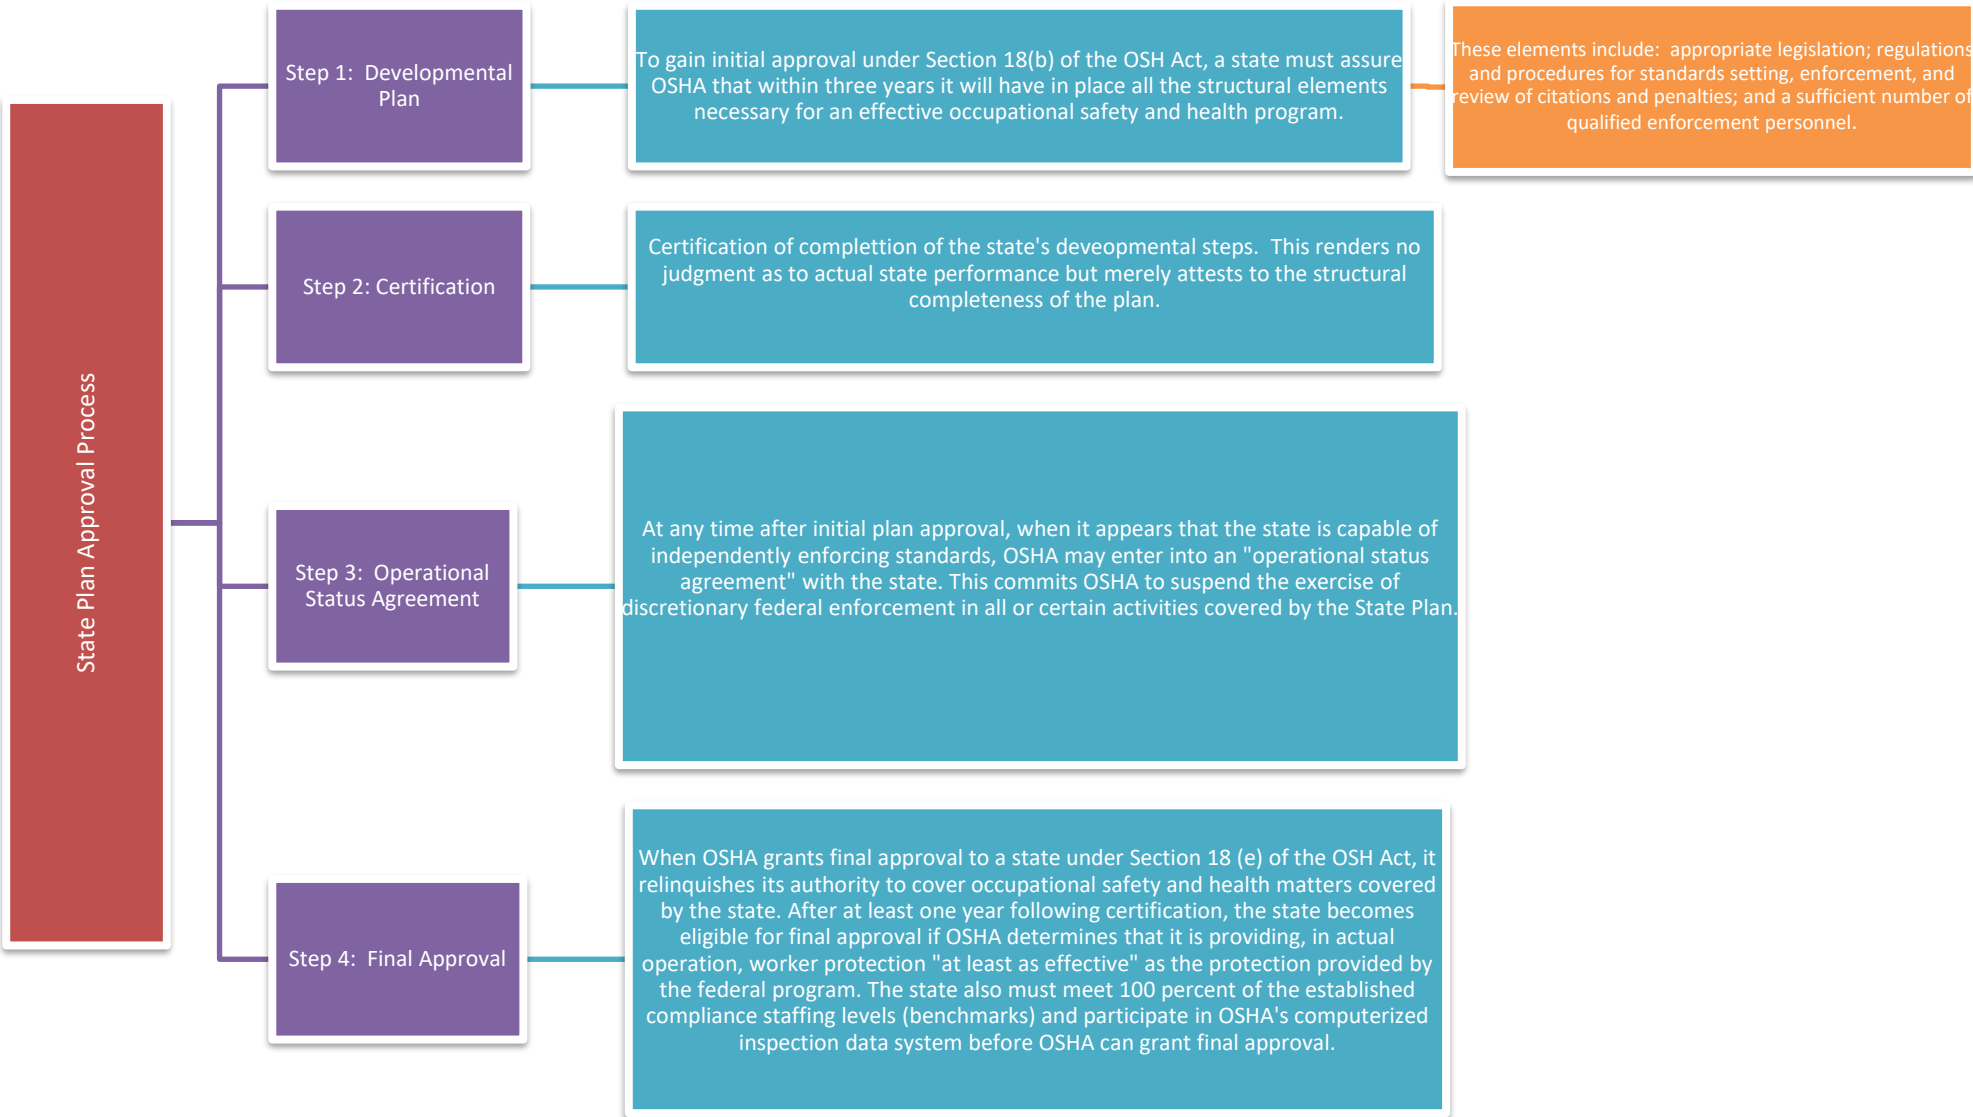 State Plan Approval Process
Step 1:  Developmental
Plan
To gain initial approval under Section 18(b) of the OSH Act, a state must assure
OSHA that within three years it will have in place all the structural elements
necessary for an effective occupational safety and health program.
These elements include:  appropriate legislation; regulations
and procedures for standards setting, enforcement, and
review of citations and penalties; and a sufficient number of
qualified enforcement personnel.
Step 2: Certification
Certification of complettion of the state's deveopmental steps.  This renders no
judgment as to actual state performance but merely attests to the structural
completeness of the plan.
Step 3:  Operational
Status Agreement
At any time after initial plan approval, when it appears that the state is capable of
independently enforcing standards, OSHA may enter into an "operational status
agreement" with the state. This commits OSHA to suspend the exercise of
discretionary federal enforcement in all or certain activities covered by the State Plan.
Step 4:  Final Approval
When OSHA grants final approval to a state under Section 18 (e) of the OSH Act, it
relinquishes its authority to cover occupational safety and health matters covered
by the state. After at least one year following certification, the state becomes
eligible for final approval if OSHA determines that it is providing, in actual
operation, worker protection "at least as effective" as the protection provided by
the federal program. The state also must meet 100 percent of the established
compliance staffing levels (benchmarks) and participate in OSHA's computerized
inspection data system before OSHA can grant final approval.